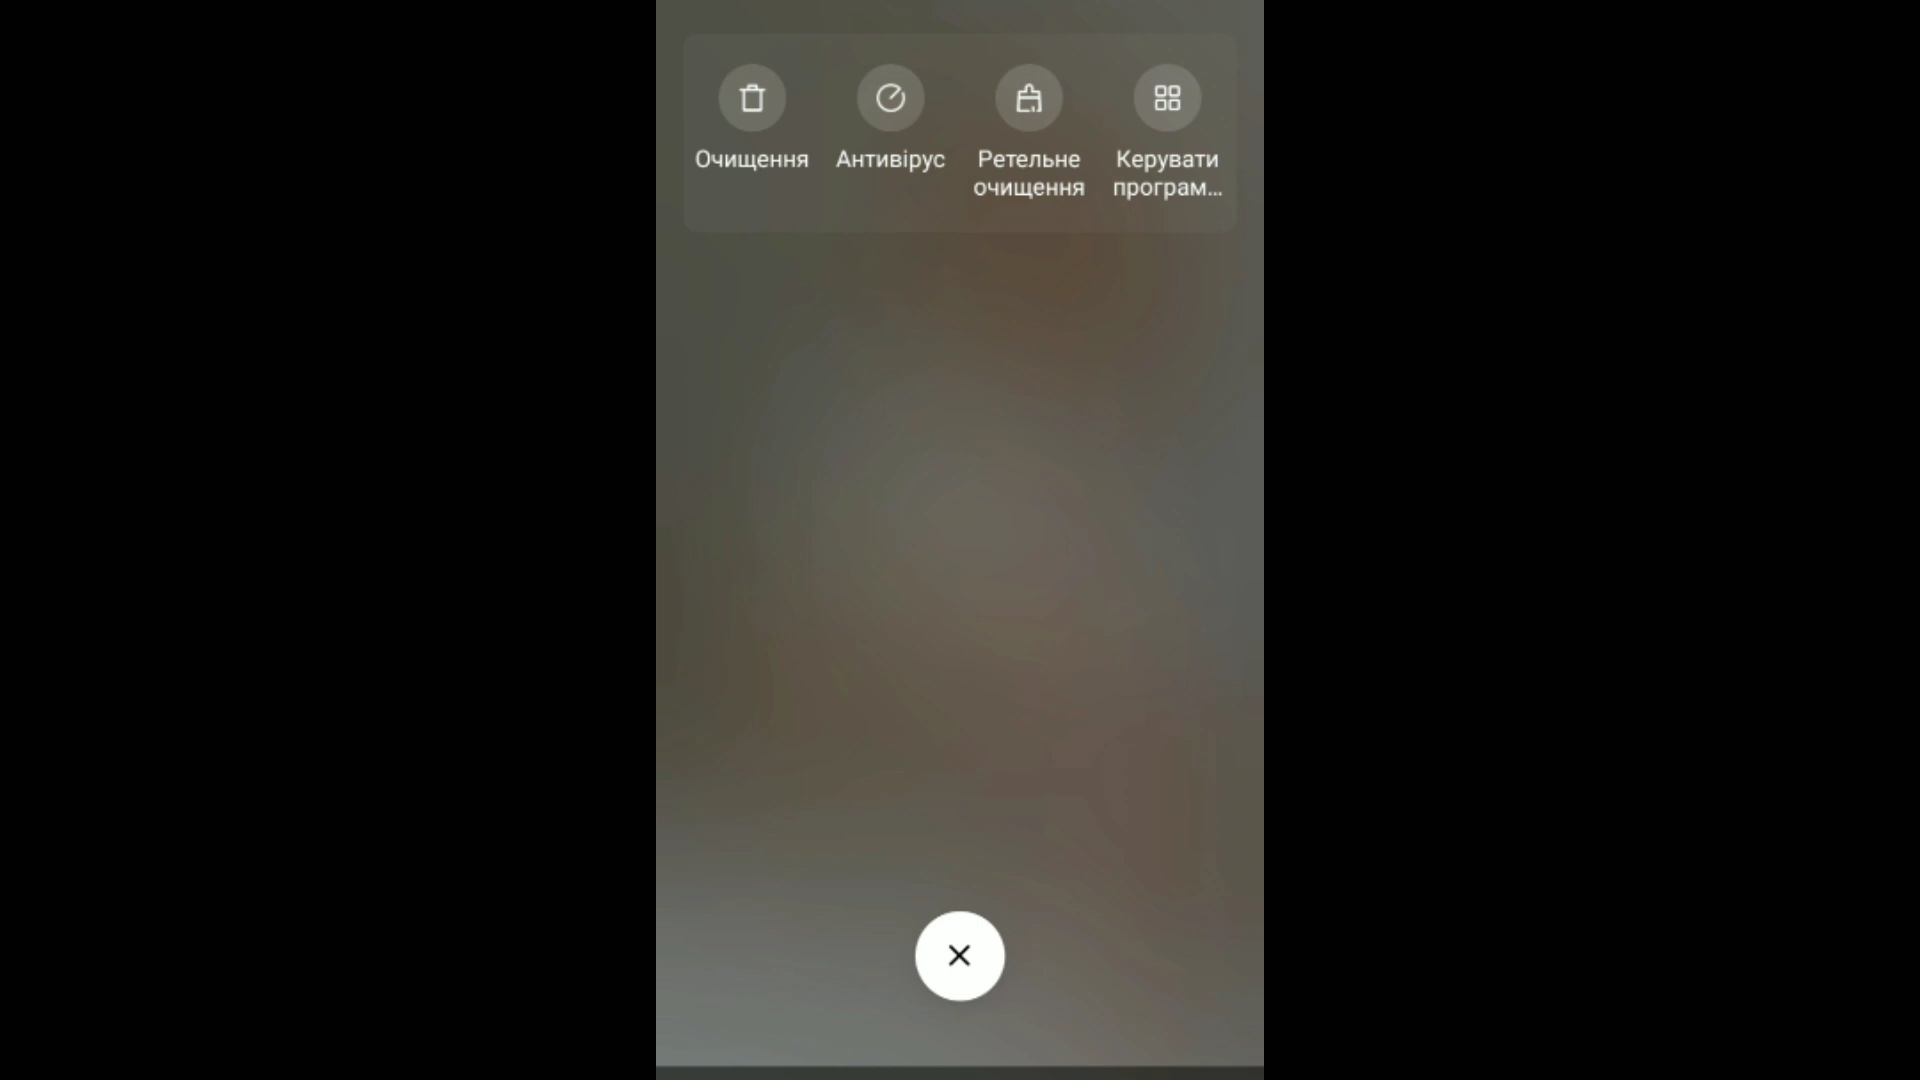 Очищення
Антивірус
Ретельне
очищення
Керувати
програм...